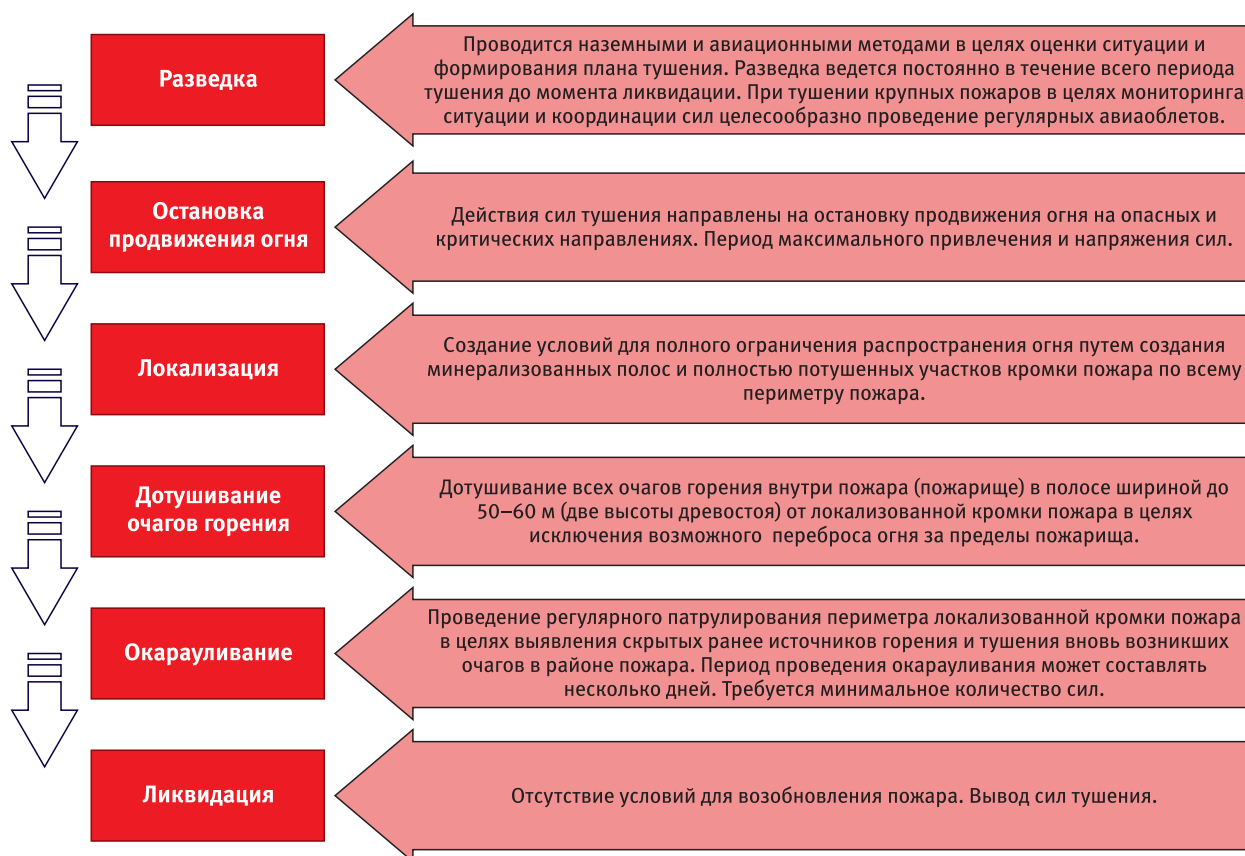 Разведка
Проводится наземными и авиационными методами в целях оценки ситуации и
формирования плана тушения. Разведка ведется постоянно в течение всего периода
тушения до момента ликвидации. При тушении крупных пожаров в целях мониторинга
ситуации и координации сил целесообразно проведение регулярных авиаоблетов.
Остановка
продвижения огня
Действия сил тушения направлены на остановку продвижения огня на опасных и
критических направлениях. Период максимального привлечения и напряжения сил.
Локализация
Создание условий для полного ограничения распространения огня путем создания
минерализованных полос и полностью потушенных участков кромки пожара по всему
периметру пожара.
Дотушивание
очагов горения
Дотушивание всех очагов горения внутри пожара (пожарище) в полосе шириной до
50–60 м (две высоты древостоя) от локализованной кромки пожара в целях
исключения возможного переброса огня за пределы пожарища.
Окарауливание
Проведение регулярного патрулирования периметра локализованной кромки пожара
в целях выявления скрытых ранее источников горения и тушения вновь возникших
очагов в районе пожара. Период проведения окарауливания может составлять
несколько дней. Требуется минимальное количество сил.
Ликвидация
Отсутствие условий для возобновления пожара. Вывод сил тушения.